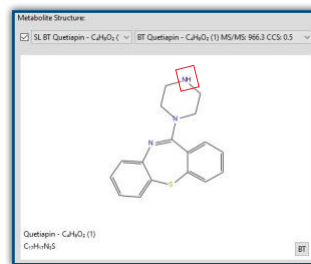 Metabolite Structure:
SL BT Quetiapin - C₄H₈O₂ ( BT Quetiapin - C₄H₈O₂ (1) MS/MS: 966.3 CCS: 0.5
NH
N
N
S
Quetiapin - C₄H₈O₂ (1)
C₁₇H₁₇N₃S
BT